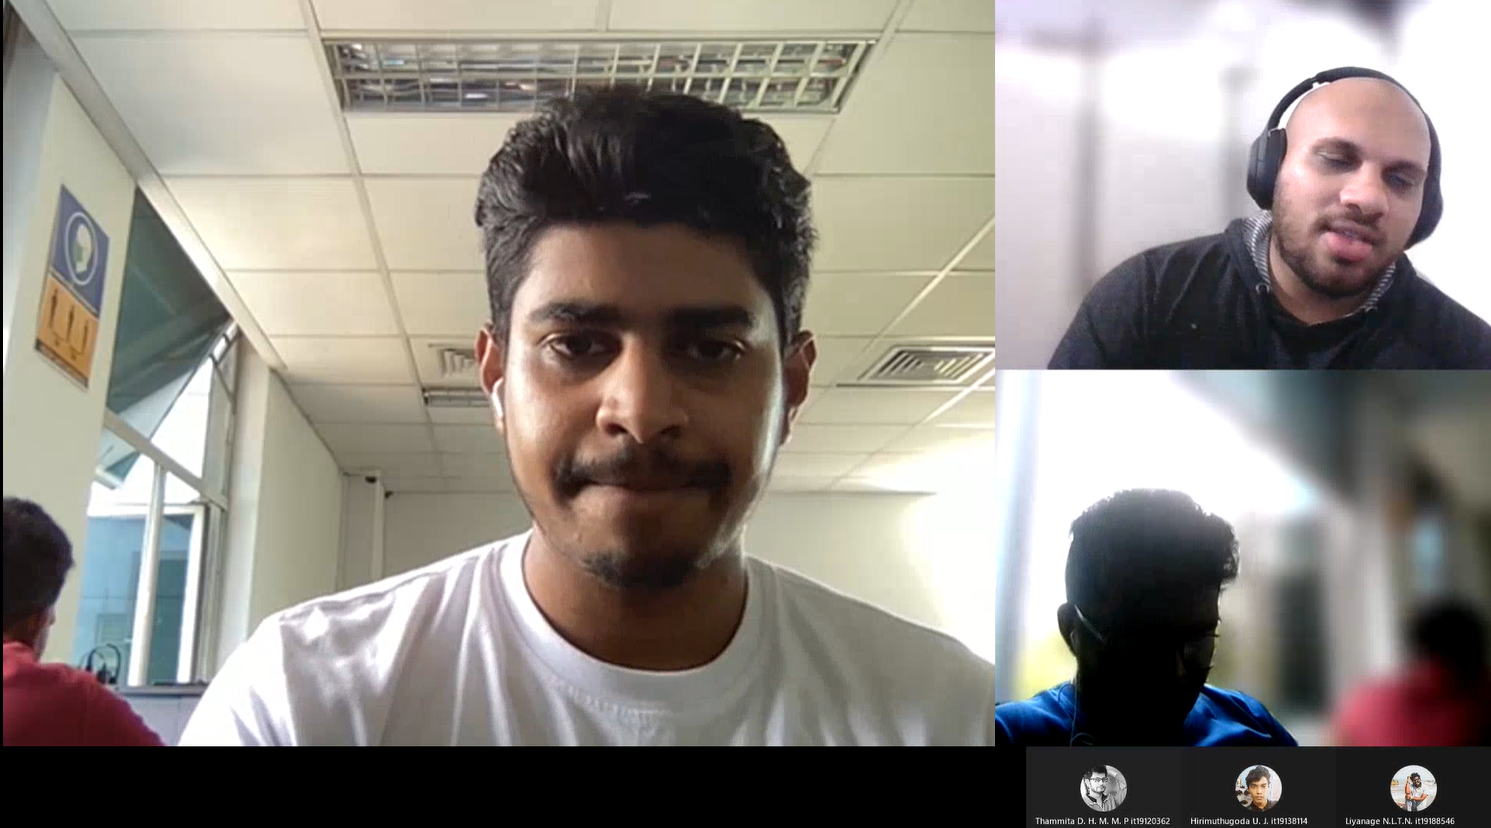 Thammita D. H. M. M. P it19120362
Hirimuthugoda U. J. it19138114
Liyanage N.L.T.N. it19188546